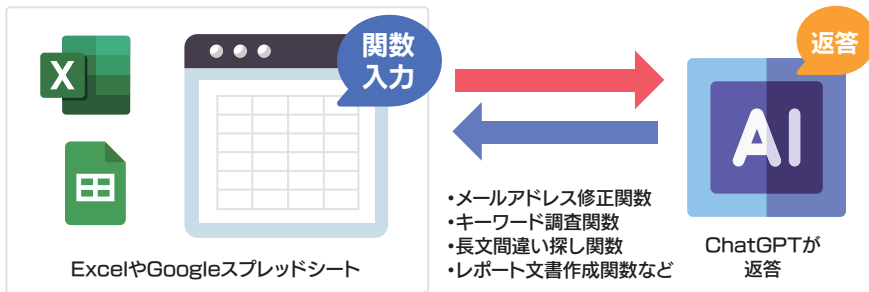 X
関数
入力
ExcelやGoogleスプレッドシート
・メールアドレス修正関数
・キーワード調査関数
・長文間違い探し関数
・レポート文書作成関数など
返答
AI
ChatGPTが
返答